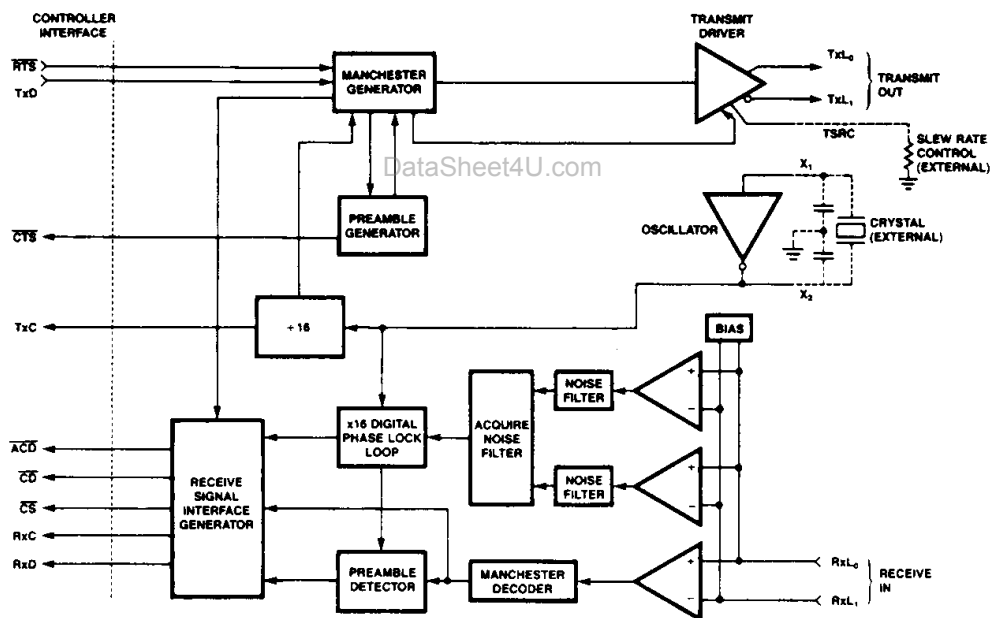 CONTROLLER
INTERFACE
TRANSMIT
DRIVER
RTS
TxD
MANCHESTER
GENERATOR
TxL₀
TxL₁
TRANSMIT
OUT
TSRC
SLEW RATE
CONTROL
(EXTERNAL)
DataSheet4U.com
X₁
CTS
PREAMBLE
GENERATOR
OSCILLATOR
CRYSTAL
(EXTERNAL)
X₂
TxC
÷16
BIAS
+
−
NOISE
FILTER
x16 DIGITAL
PHASE LOCK
LOOP
ACQUIRE
NOISE
FILTER
ACD
CD
CS
RxC
RxD
RECEIVE
SIGNAL
INTERFACE
GENERATOR
NOISE
FILTER
+
−
PREAMBLE
DETECTOR
MANCHESTER
DECODER
+
−
RxL₀
RxL₁
RECEIVE
IN